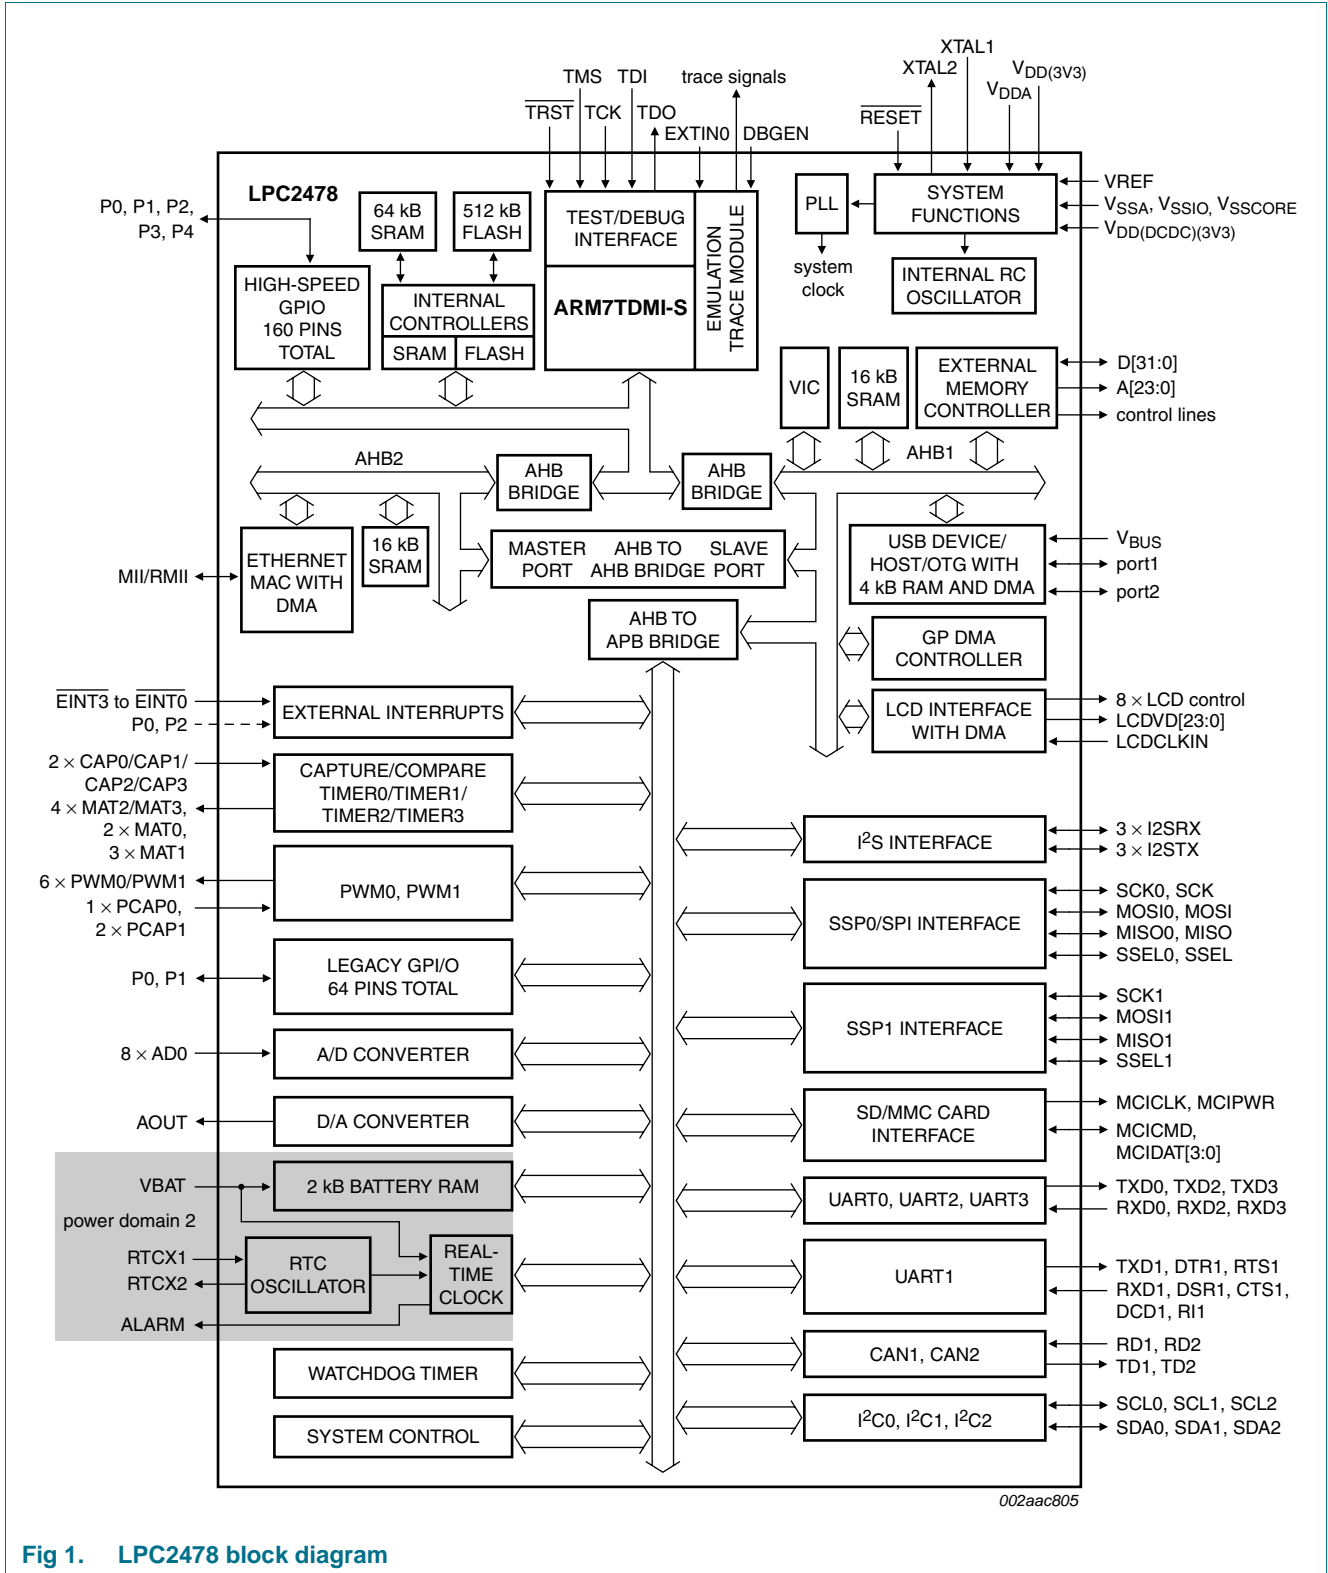 XTAL1
XTAL2
VDD(3V3)
VDDA
RESET
TMS TDI trace signals
TRST TCK TDO
EXTIN0 DBGEN
LPC2478
P0, P1, P2,
P3, P4
64 kB
SRAM
512 kB
FLASH
TEST/DEBUG
INTERFACE
EMULATION
TRACE MODULE
ARM7TDMI-S
PLL
SYSTEM
FUNCTIONS
VREF
VSSA, VSSIO, VSSCORE
VDD(DCDC)(3V3)
system
clock
INTERNAL RC
OSCILLATOR
HIGH-SPEED
GPIO
160 PINS
TOTAL
INTERNAL
CONTROLLERS
SRAM FLASH
VIC
16 kB
SRAM
EXTERNAL
MEMORY
CONTROLLER
D[31:0]
A[23:0]
control lines
AHB2
AHB
BRIDGE
AHB
BRIDGE
AHB1
ETHERNET
MAC WITH
DMA
MII/RMII
16 kB
SRAM
MASTER
PORT
AHB TO
AHB BRIDGE
SLAVE
PORT
USB DEVICE/
HOST/OTG WITH
4 kB RAM AND DMA
VBUS
port1
port2
AHB TO
APB BRIDGE
GP DMA
CONTROLLER
LCD INTERFACE
WITH DMA
8 × LCD control
LCDVD[23:0]
LCDCLKIN
EINT3 to EINT0
P0, P2
EXTERNAL INTERRUPTS
2 × CAP0/CAP1/
CAP2/CAP3
4 × MAT2/MAT3,
2 × MAT0,
3 × MAT1
CAPTURE/COMPARE
TIMER0/TIMER1/
TIMER2/TIMER3
6 × PWM0/PWM1
1 × PCAP0,
2 × PCAP1
PWM0, PWM1
P0, P1
LEGACY GPI/O
64 PINS TOTAL
8 × AD0
A/D CONVERTER
AOUT
D/A CONVERTER
VBAT
2 kB BATTERY RAM
power domain 2
RTCX1
RTCX2
RTC
OSCILLATOR
REAL-
TIME
CLOCK
ALARM
WATCHDOG TIMER
SYSTEM CONTROL
I2S INTERFACE
3 × I2SRX
3 × I2STX
SSP0/SPI INTERFACE
SCK0, SCK
MOSI0, MOSI
MISO0, MISO
SSEL0, SSEL
SSP1 INTERFACE
SCK1
MOSI1
MISO1
SSEL1
SD/MMC CARD
INTERFACE
MCICLK, MCIPWR
MCICMD,
MCIDAT[3:0]
UART0, UART2, UART3
TXD0, TXD2, TXD3
RXD0, RXD2, RXD3
UART1
TXD1, DTR1, RTS1
RXD1, DSR1, CTS1,
DCD1, RI1
CAN1, CAN2
RD1, RD2
TD1, TD2
I2C0, I2C1, I2C2
SCL0, SCL1, SCL2
SDA0, SDA1, SDA2
002aac805
Fig 1. LPC2478 block diagram